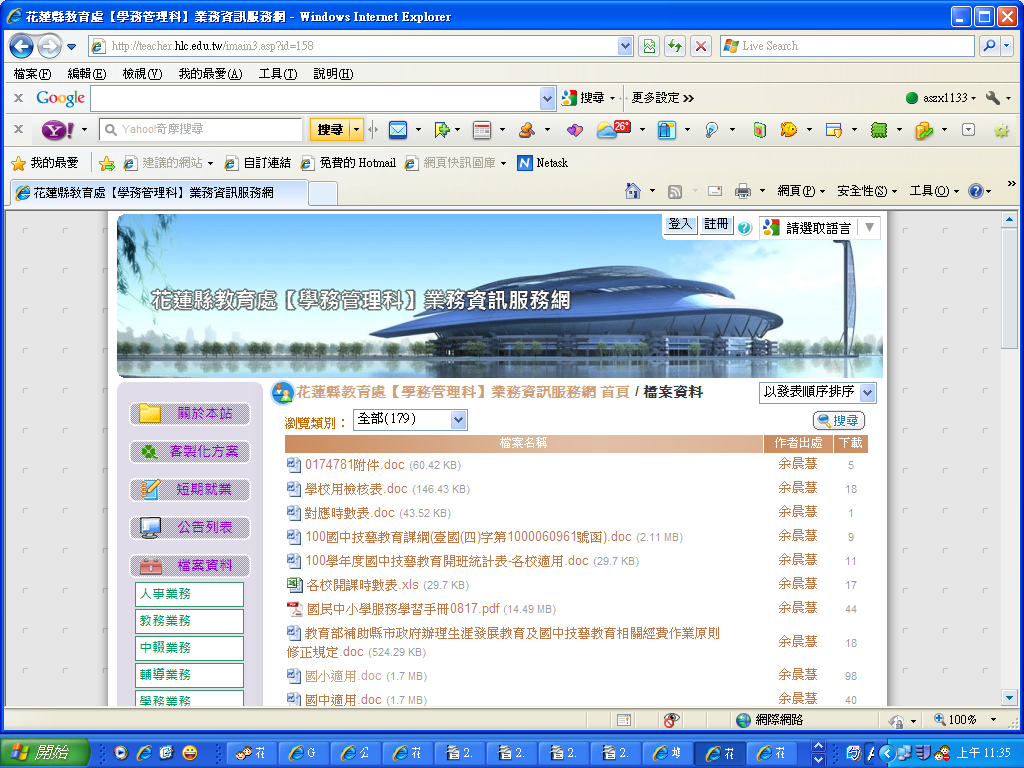 花蓮縣教育處【學務管理科】業務資訊服務網 - Windows Internet Explorer
http://teacher.hlc.edu.tw/imain3.asp?id=158
Live Search
檔案(F) 編輯(E) 檢視(V) 我的最愛(A) 工具(T) 說明(H)
Google 搜尋 更多設定 aszx1133
Y! Yahoo!奇摩搜尋 搜尋 26°
我的最愛 建議的網站 自訂連結 免費的 Hotmail 網頁快訊圖庫 N Netask
花蓮縣教育處【學務管理科】業務資訊服務網 網頁(P) 安全性(S) 工具(O)
登入 註冊 請選取語言
花蓮縣教育處【學務管理科】業務資訊服務網
花蓮縣教育處【學務管理科】業務資訊服務網 首頁 / 檔案資料 以發表順序排序
瀏覽類別： 全部(179) 搜尋
檔案名稱 作者出處 下載
0174781附件.doc (60.42 KB) 余晨慧 5
學校用檢核表.doc (146.43 KB) 余晨慧 18
對應時數表.doc (43.52 KB) 余晨慧 1
100國中技藝教育課綱(臺國(四)字第1000060961號函).doc (2.11 MB) 余晨慧 9
100學年度國中技藝教育開班統計表-各校適用.doc (29.7 KB) 余晨慧 11
各校開課時數表.xls (29.7 KB) 余晨慧 17
國民中小學服務學習手冊0817.pdf (14.49 MB) 余晨慧 44
教育部補助縣市政府辦理生涯發展教育及國中技藝教育相關經費作業原則
修正規定.doc (524.29 KB) 余晨慧 18
國小適用.doc (1.7 MB) 余晨慧 98
國中適用.doc (1.7 MB) 余晨慧 40
關於本站
客製化方案
短期就業
公告列表
檔案資料
人事業務
教務業務
中輟業務
輔導業務
學務業務
網際網路 100%
開始 花 G 公 花 2. 2. 2. 2. 花 花 上午 11:35